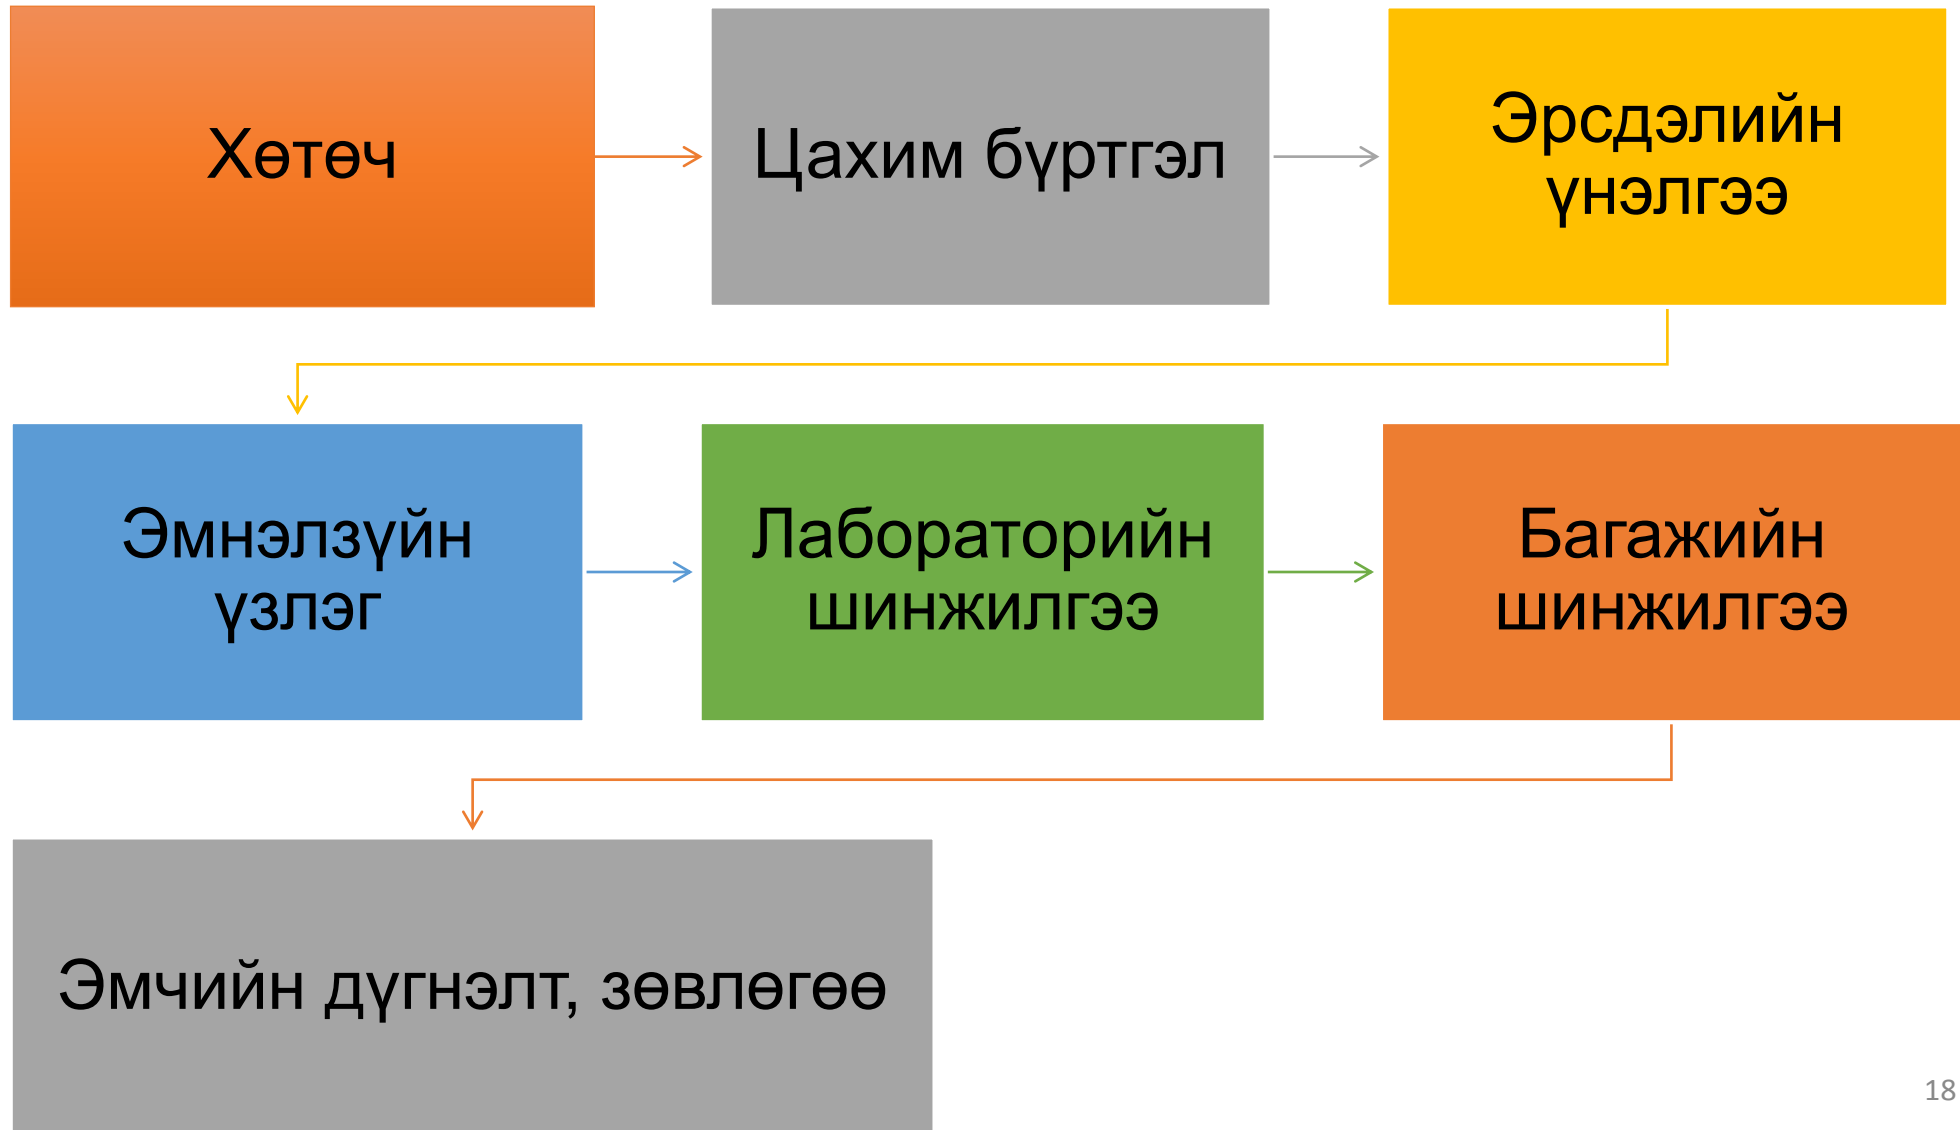 Хөтөч
Цахим бүртгэл
Эрсдэлийн
үнэлгээ
Эмнэлзүйн
үзлэг
Лабораторийн
шинжилгээ
Багажийн
шинжилгээ
Эмчийн дүгнэлт, зөвлөгөө
18